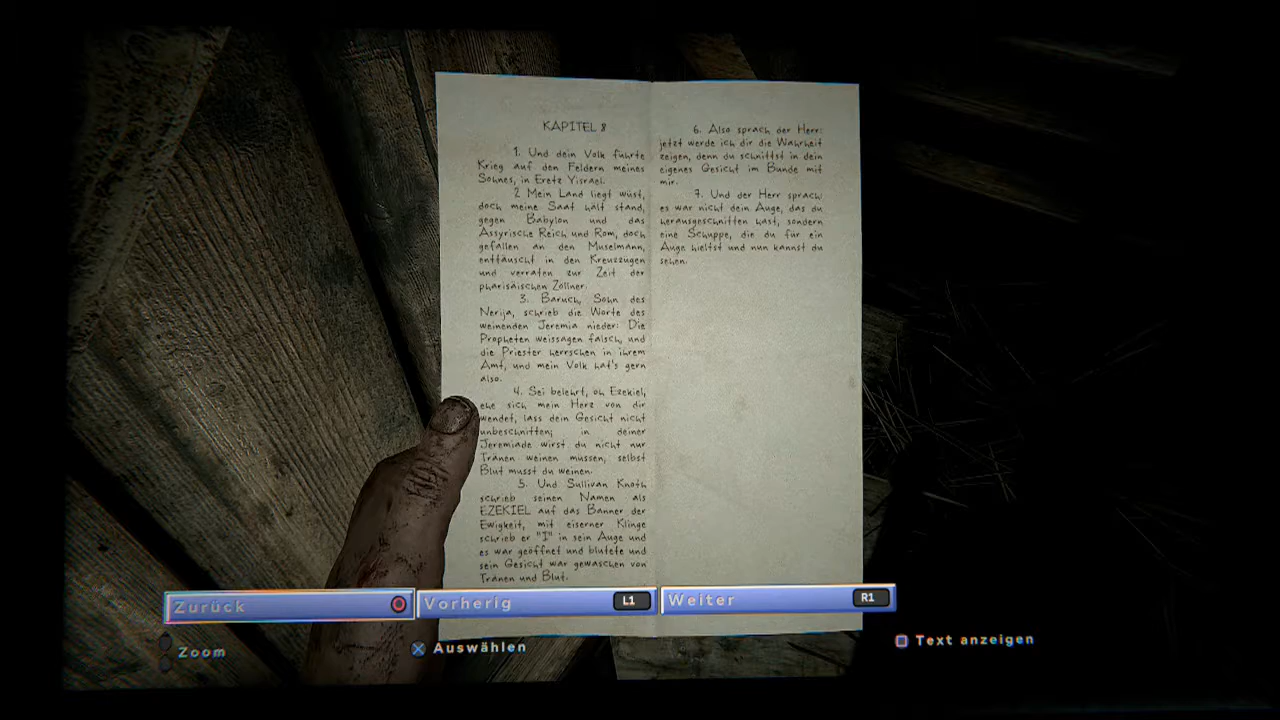 KAPITEL 8
1. Und dein Volk führte
Krieg auf den Feldern meines
Sohnes, in Eretz Yisrael.
2 Mein Land liegt wüst,
doch meine Saat hält stand,
gegen Babylon und das
Assyrische Reich und Rom, doch
gefallen an den Muselmann,
enttäuscht in den Kreuzzügen
und verraten zur Zeit der
pharisäischen Zöllner.
3. Baruch, Sohn des
Nerija, schrieb die Worte des
weinenden Jeremia nieder: Die
Propheten weissagen falsch, und
die Priester herrschen in ihrem
Amt, und mein Volk hat's gern
also.
4. Sei belehrt, oh Ezekiel,
ehe sich mein Herz von dir
wendet, lass dein Gesicht nicht
unbeschnitten; in deiner
Jeremiade wirst du nicht nur
Tränen weinen müssen, selbst
Blut musst du weinen.
5. Und Sullivan Knoth
schrieb seinen Namen als
EZEKIEL auf das Banner der
Ewigkeit, mit eiserner Klinge
schrieb er "I" in sein Auge und
es war geöffnet und blutete und
sein Gesicht war gewaschen von
Tränen und Blut.
6. Also sprach der Herr:
jetzt werde ich dir die Wahrheit
zeigen, denn du schnittst in dein
eigenes Gesicht im Bunde mit
mir.
7. Und der Herr sprach:
es war nicht dein Auge, das du
herausgeschnitten hast, sondern
eine Schuppe, die du für ein
Auge hieltst und nun kannst du
sehen.
Zurück
Vorherig L1
Weiter R1
Zoom
Auswählen
Text anzeigen